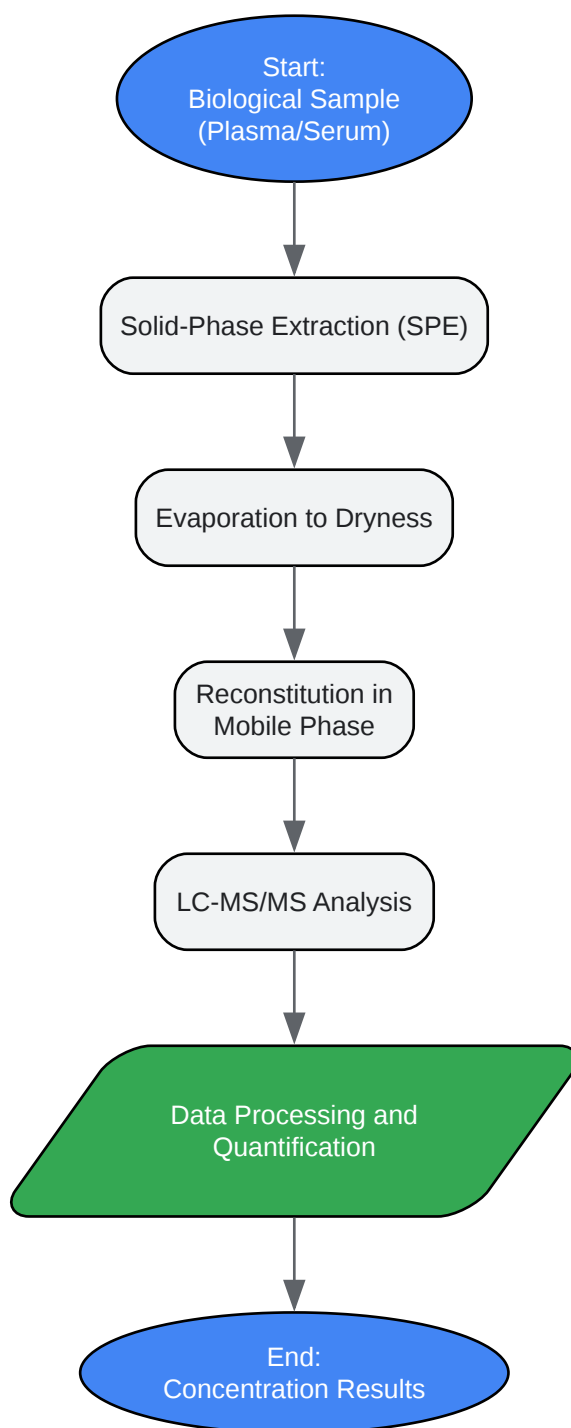 Start:
Biological Sample
(Plasma/Serum)
Solid-Phase Extraction (SPE)
Evaporation to Dryness
Reconstitution in
Mobile Phase
LC-MS/MS Analysis
Data Processing and
Quantification
End:
Concentration Results